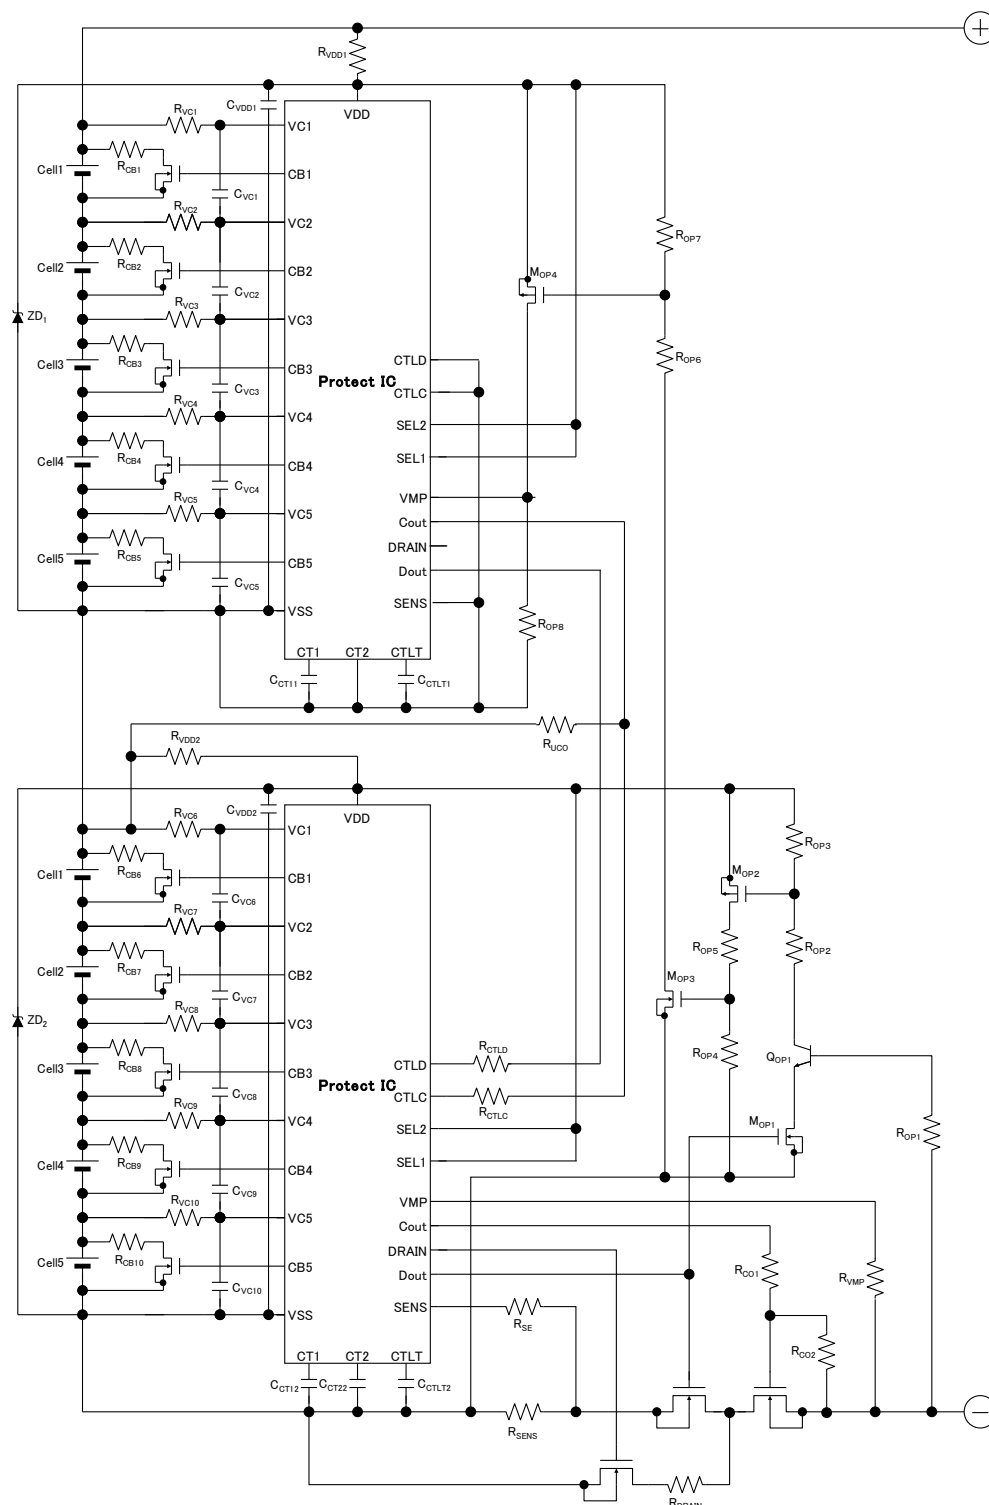 +
RVDD1
CVDD1
VDD
RVC1
VC1
Cell1
RCB1
CB1
CVC1
RVC2
VC2
ROP7
Cell2
RCB2
CB2
MOP4
CVC2
RVC3
ZD1
VC3
ROP6
Cell3
RCB3
CB3
CTLD
Protect IC
CVC3
CTLC
RVC4
VC4
SEL2
Cell4
RCB4
CB4
SEL1
CVC4
RVC5
VMP
VC5
Cout
DRAIN
Cell5
RCB5
CB5
Dout
CVC5
VSS
SENS
ROP8
CT1
CT2
CTLT
CCT11
CCTLT1
RUCO
RVDD2
CVDD2
VDD
RVC6
VC1
ROP3
Cell1
RCB6
CB1
MOP2
CVC6
RVC7
VC2
ROP5
ROP2
Cell2
RCB7
CB2
MOP3
CVC7
RVC8
ZD2
VC3
RCTLD
ROP4
QOP1
Cell3
RCB8
CB3
CTLD
Protect IC
CVC8
CTLC
RCTLC
RVC9
VC4
SEL2
MOP1
ROP1
Cell4
RCB9
CB4
SEL1
CVC9
RVC10
VMP
VC5
Cout
DRAIN
Cell5
RCB10
CB5
Dout
RCO1
RVMP
CVC10
VSS
SENS
RSE
RCO2
CT1
CT2
CTLT
CCT12
CCT22
CCTLT2
RSENS
−
RDRAIN